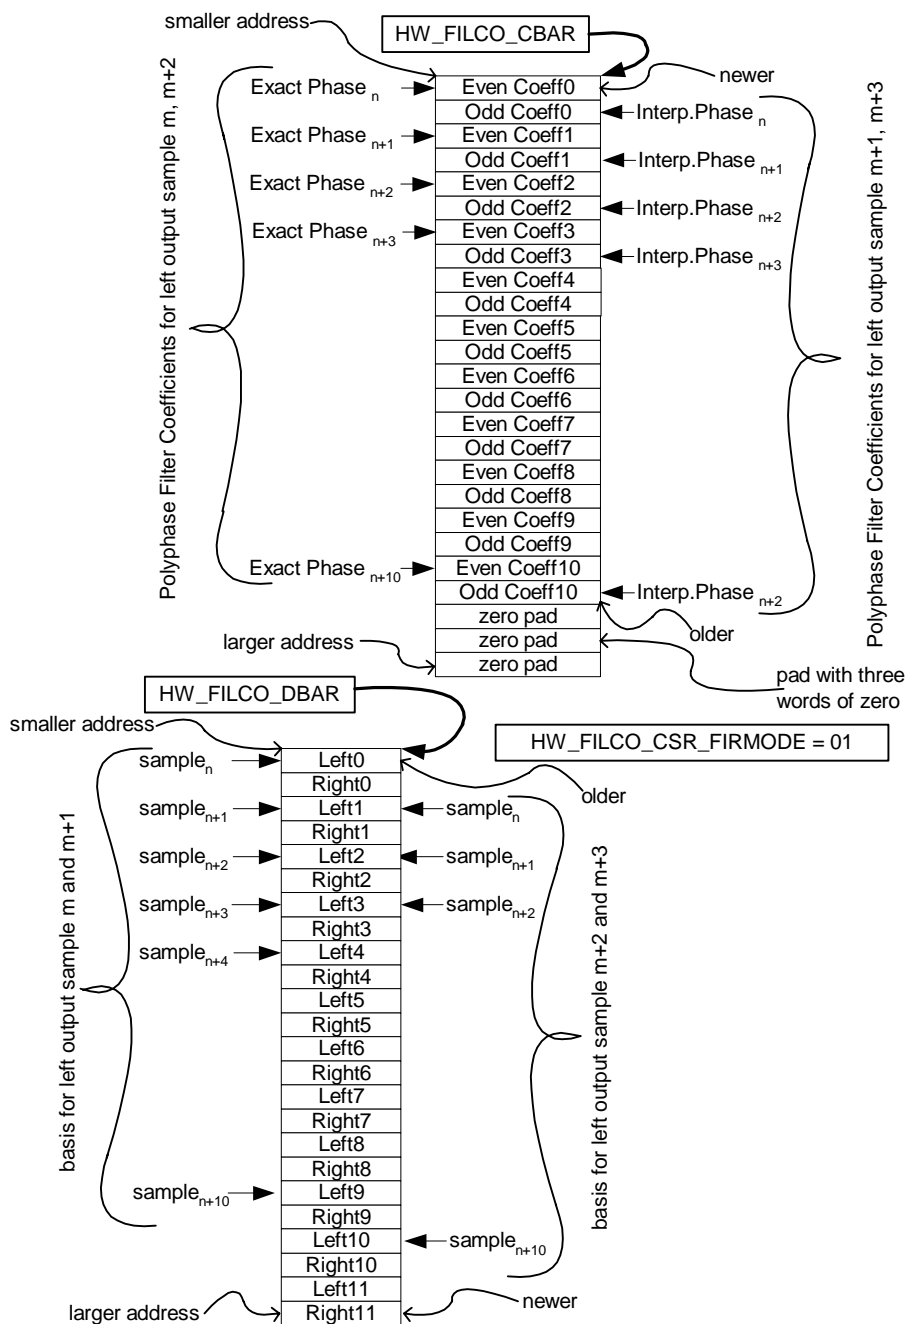 smaller address
HW_FILCO_CBAR
newer
Polyphase Filter Coefficients for left output sample m, m+2
Exact Phase n
Even Coeff0
Odd Coeff0
Interp.Phase n
Exact Phase n+1
Even Coeff1
Odd Coeff1
Interp.Phase n+1
Exact Phase n+2
Even Coeff2
Odd Coeff2
Interp.Phase n+2
Exact Phase n+3
Even Coeff3
Odd Coeff3
Interp.Phase n+3
Even Coeff4
Odd Coeff4
Even Coeff5
Odd Coeff5
Even Coeff6
Odd Coeff6
Even Coeff7
Odd Coeff7
Even Coeff8
Odd Coeff8
Even Coeff9
Odd Coeff9
Exact Phase n+10
Even Coeff10
Odd Coeff10
Interp.Phase n+2
Polyphase Filter Coefficients for left output sample m+1, m+3
zero pad
older
larger address
zero pad
zero pad
pad with three
words of zero
HW_FILCO_DBAR
smaller address
HW_FILCO_CSR_FIRMODE = 01
basis for left output sample m and m+1
sample n
Left0
older
Right0
sample n+1
Left1
sample n
Right1
sample n+2
Left2
sample n+1
Right2
sample n+3
Left3
sample n+2
Right3
sample n+4
Left4
Right4
Left5
Right5
Left6
Right6
Left7
Right7
Left8
Right8
sample n+10
Left9
Right9
Left10
sample n+10
Right10
basis for left output sample m+2 and m+3
Left11
newer
larger address
Right11